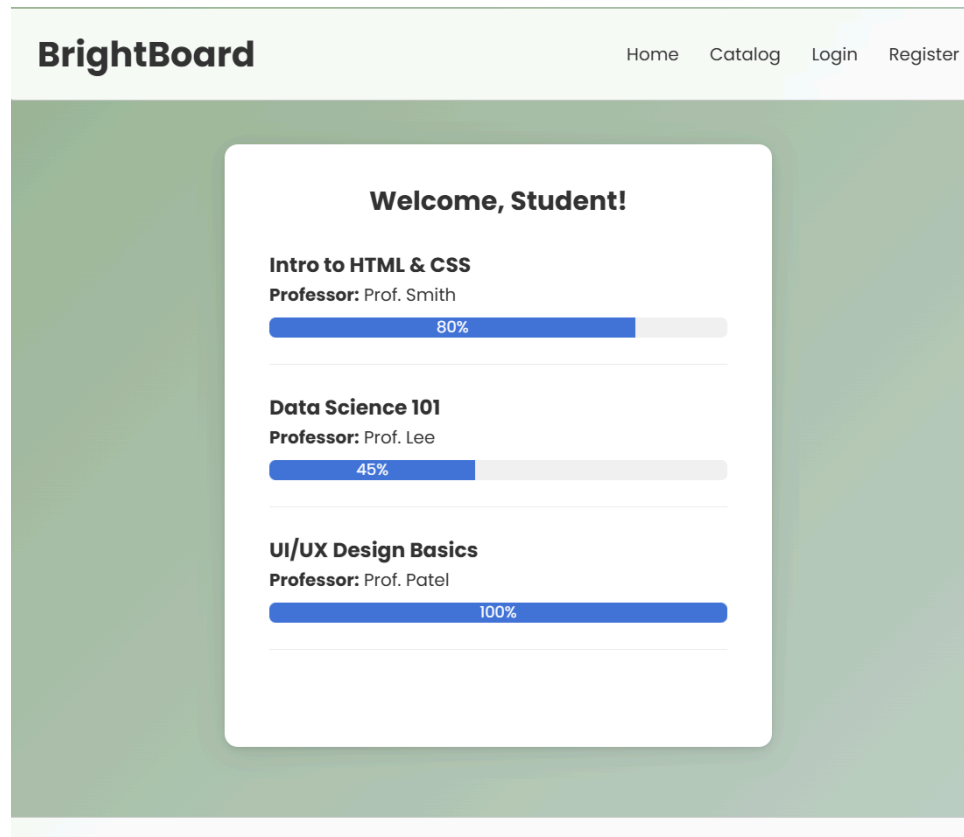 BrightBoard
Home Catalog Login Register
Welcome, Student!
Intro to HTML & CSS
Professor: Prof. Smith
80%
Data Science 101
Professor: Prof. Lee
45%
UI/UX Design Basics
Professor: Prof. Patel
100%